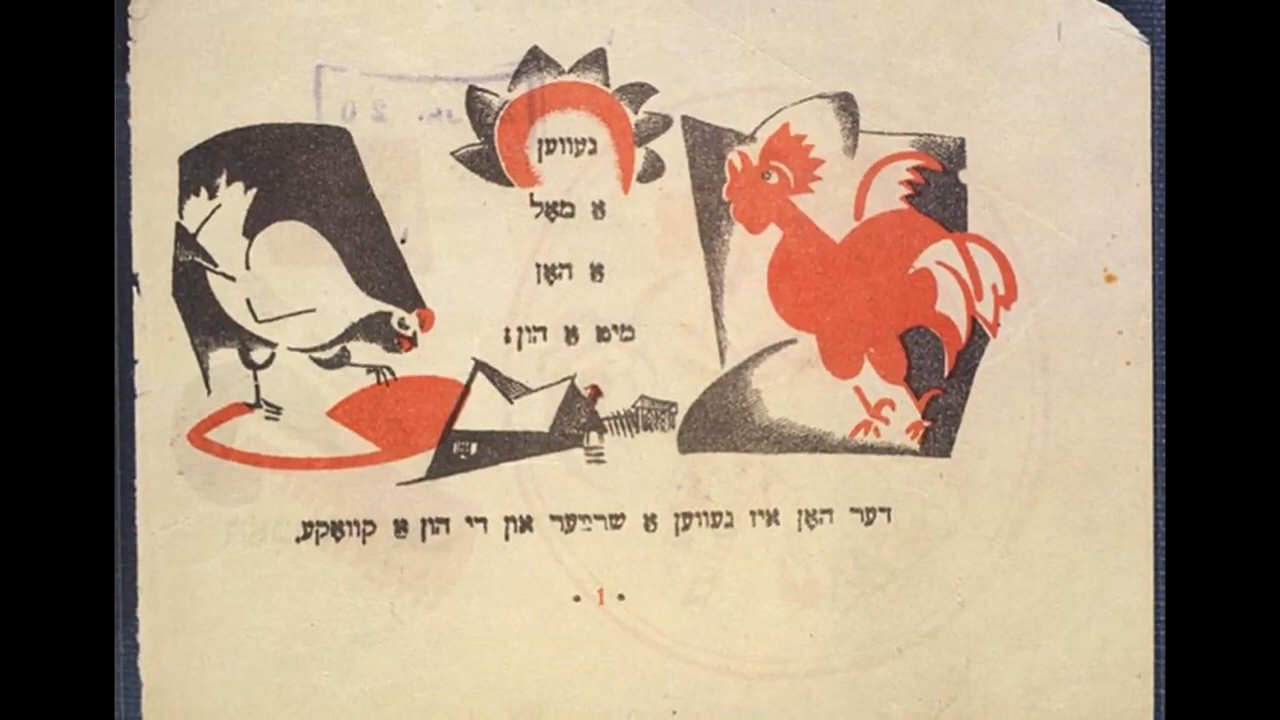 געווען
אַ מאָל
אַ האָן
מיט אַ הון:
דער האָן איז געווען אַ שרײַער און די הון אַ קוואָקע.
• 1 •